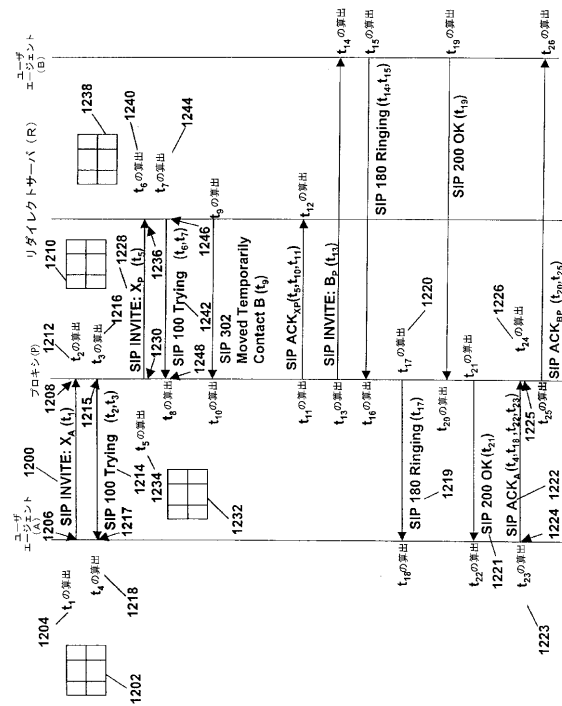 ユーザ
エージェント
(A)
プロキシ(P)
リダイレクトサーバ (R)
ユーザ
エージェント
(B)
1200
1202
1204
t1の算出
1206
SIP INVITE: XA (t1)
1208
1210
1212
t2の算出
t3の算出
1216
1215
SIP 100 Trying (t2,t3)
1214
1217
t4の算出
1218
t5の算出
1234
1232
SIP INVITE: XP (t5)
1228
1230
1236
1238
t6の算出
1240
t7の算出
1244
SIP 100 Trying (t6,t7)
1242
1246
1248
t8の算出
t9の算出
SIP 302
Moved Temporarily
Contact B (t9)
t10の算出
SIP ACKXP(t5,t10,t11)
t11の算出
t12の算出
SIP INVITE: BP (t13)
t13の算出
t14の算出
t15の算出
SIP 180 Ringing (t14,t15)
t16の算出
t17の算出
1220
SIP 180 Ringing (t17)
1219
t18の算出
t19の算出
SIP 200 OK (t19)
t20の算出
t21の算出
SIP 200 OK (t21)
1221
t22の算出
SIP ACKA (t4,t18,t22,t23)
1222
t23の算出
1223
1224
1225
t24の算出
1226
t25の算出
SIP ACKBP (t20,t25)
t26の算出